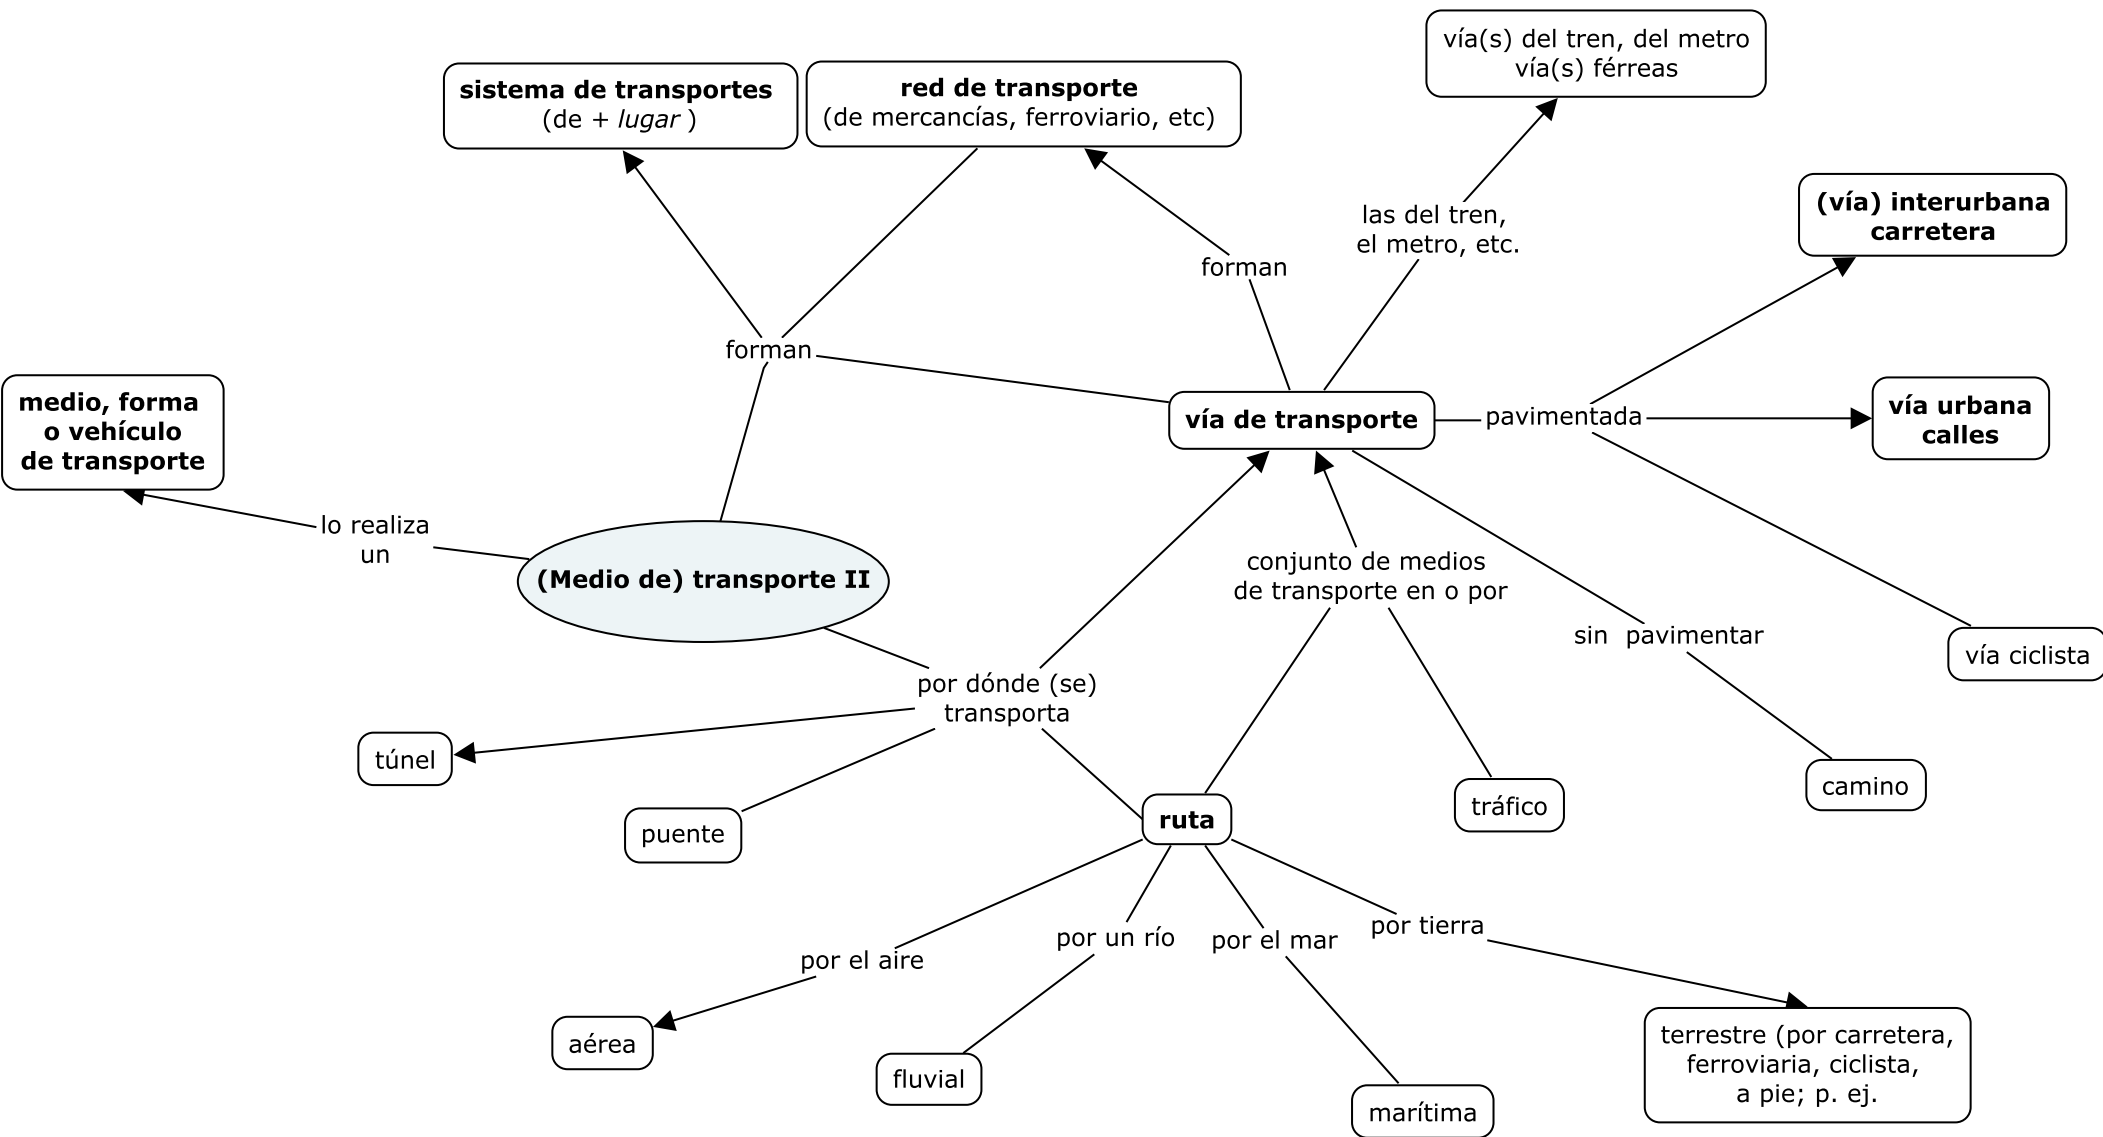 vía(s) del tren, del metro
vía(s) férreas
sistema de transportes
(de + lugar )
red de transporte
(de mercancías, ferroviario, etc)
(vía) interurbana
carretera
las del tren,
el metro, etc.
forman
forman
medio, forma
o vehículo
de transporte
vía de transporte
pavimentada
vía urbana
calles
lo realiza
un
(Medio de) transporte II
conjunto de medios
de transporte en o por
sin  pavimentar
vía ciclista
por dónde (se)
transporta
túnel
puente
ruta
tráfico
camino
por el aire
por un río
por el mar
por tierra
aérea
fluvial
marítima
terrestre (por carretera,
ferroviaria, ciclista,
a pie; p. ej.